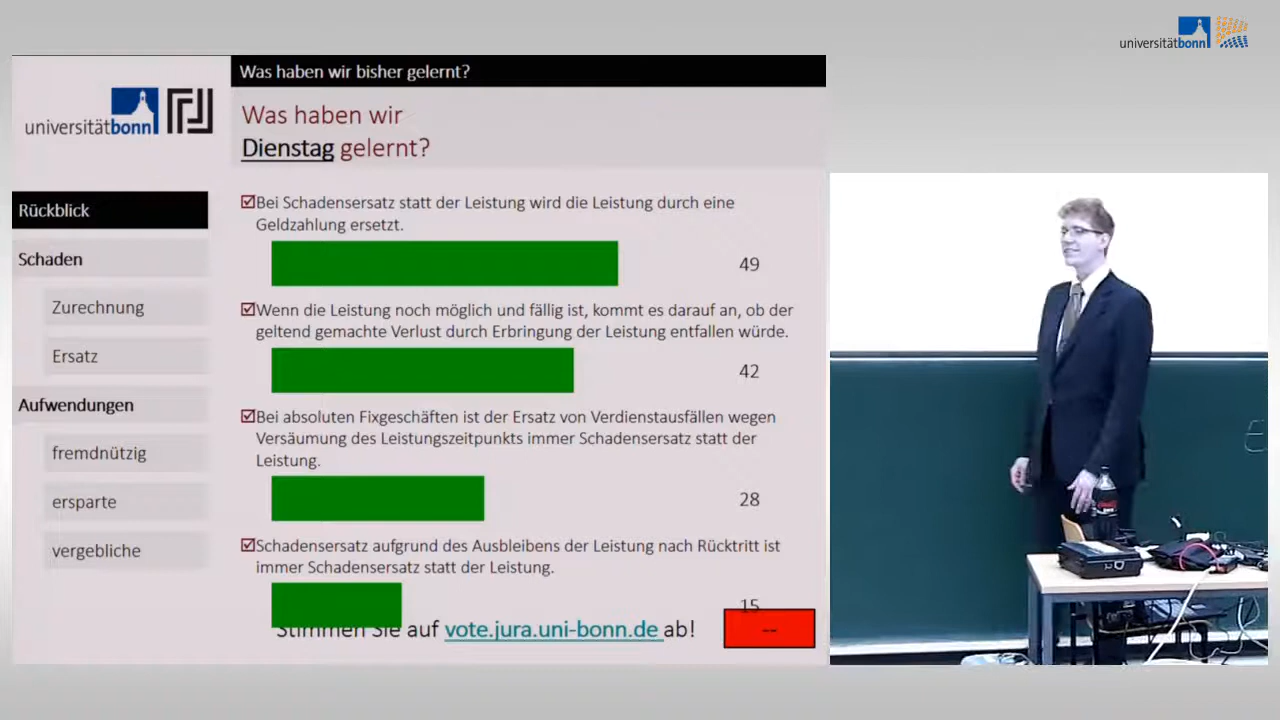 universitätbonn
Was haben wir bisher gelernt?
universitätbonn
Was haben wir
Dienstag gelernt?
Rückblick
Schaden
Zurechnung
Ersatz
Aufwendungen
fremdnützig
ersparte
vergebliche
Bei Schadensersatz statt der Leistung wird die Leistung durch eine
Geldzahlung ersetzt.
49
Wenn die Leistung noch möglich und fällig ist, kommt es darauf an, ob der
geltend gemachte Verlust durch Erbringung der Leistung entfallen würde.
42
Bei absoluten Fixgeschäften ist der Ersatz von Verdienstausfällen wegen
Versäumung des Leistungszeitpunkts immer Schadensersatz statt der
Leistung.
28
Schadensersatz aufgrund des Ausbleibens der Leistung nach Rücktritt ist
immer Schadensersatz statt der Leistung.
15
Stimmen Sie auf vote.jura.uni-bonn.de ab!
--